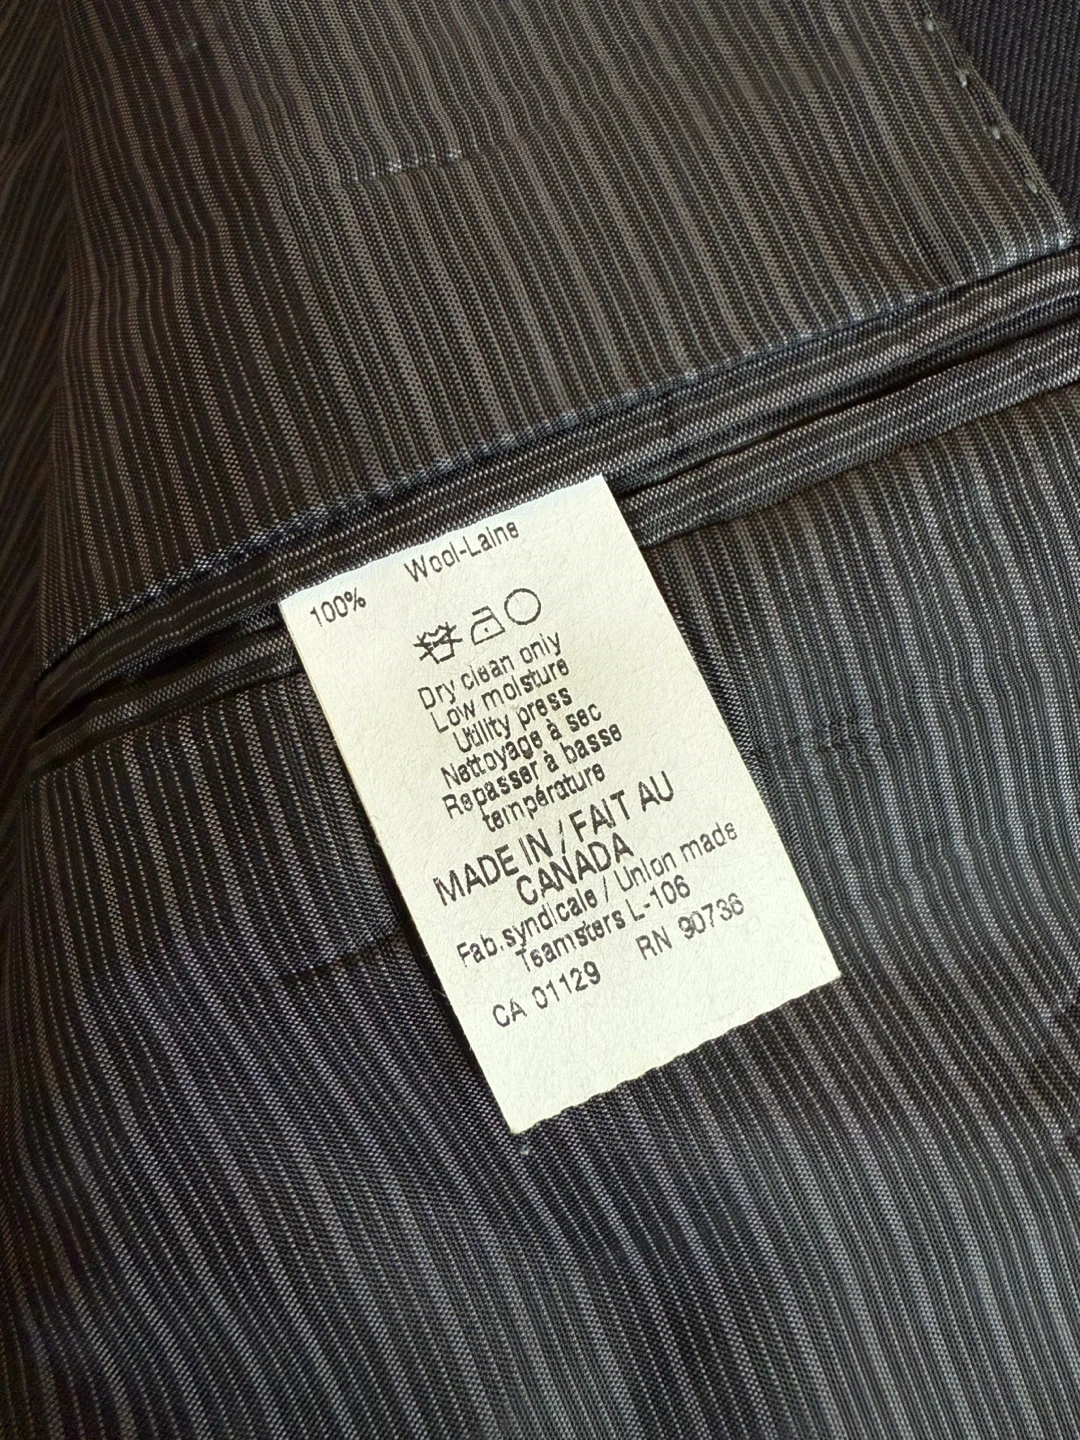 100% Wool-Laine
Dry clean only
Low moisture
Utility press
Nettoyage à sec
Repasser à basse
température
MADE IN / FAIT AU
CANADA
Fab.syndicale / Union made
Teamsters L-106
CA 01129 RN 90736